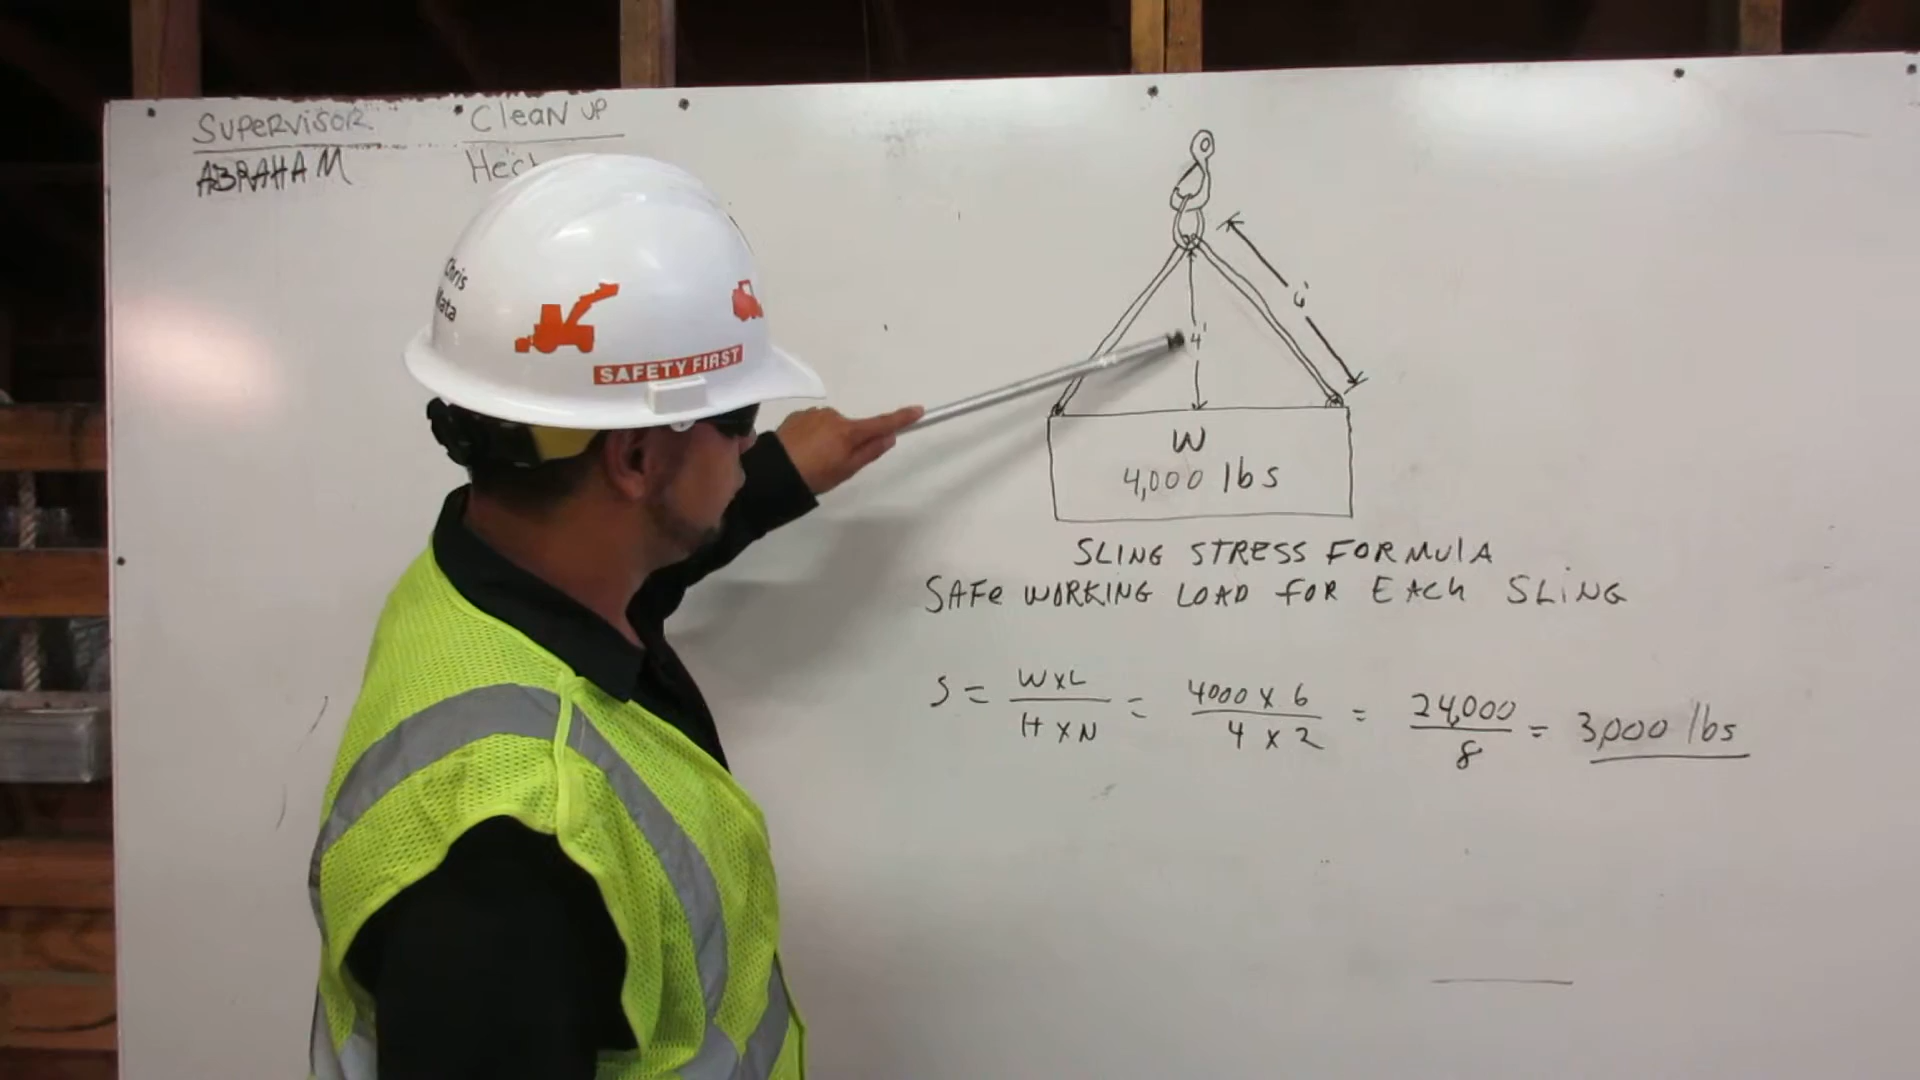 SUPERVISOR
CleaN UP
ABRAHAM
Chris
Mata
SAFETY FIRST
6'
4'
W
4,000 lbs
SLING STRESS FORMULA
SAFe WORKING LOAD FOR EACH SLING
S = WxL / H x N = 4000 x 6 / 4 x 2 = 24,000 / 8 = 3,000 lbs